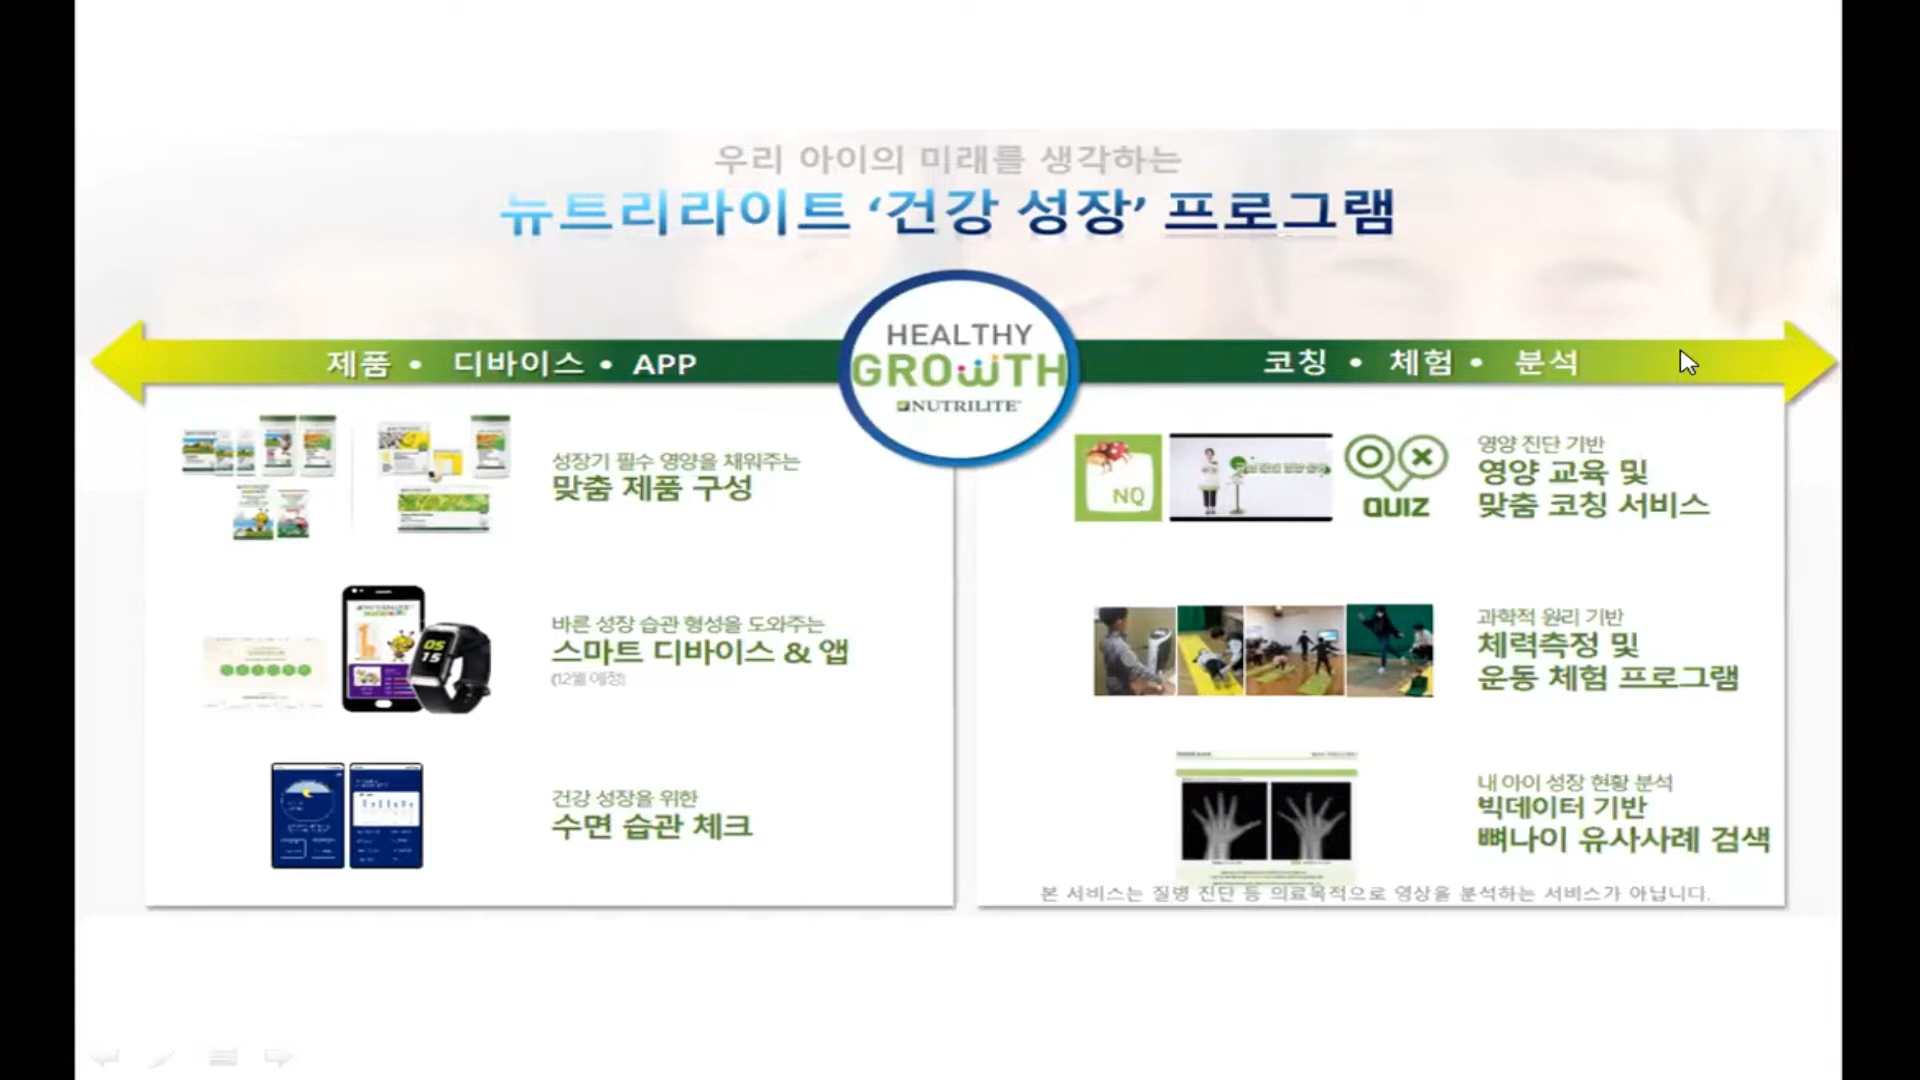 우리 아이의 미래를 생각하는
뉴트리라이트 ‘건강 성장’ 프로그램
제품 • 디바이스 • APP
HEALTHY
GROWTH
NUTRILITE
코칭 • 체험 • 분석
성장기 필수 영양을 채워주는
맞춤 제품 구성
바른 성장 습관 형성을 도와주는
스마트 디바이스 & 앱
(12월 예정)
05
15
건강 성장을 위한
수면 습관 체크
NQ
QUIZ
영양 진단 기반
영양 교육 및
맞춤 코칭 서비스
과학적 원리 기반
체력측정 및
운동 체험 프로그램
내 아이 성장 현황 분석
빅데이터 기반
뼈나이 유사사례 검색
본 서비스는 질병 진단 등 의료목적으로 영상을 분석하는 서비스가 아닙니다.